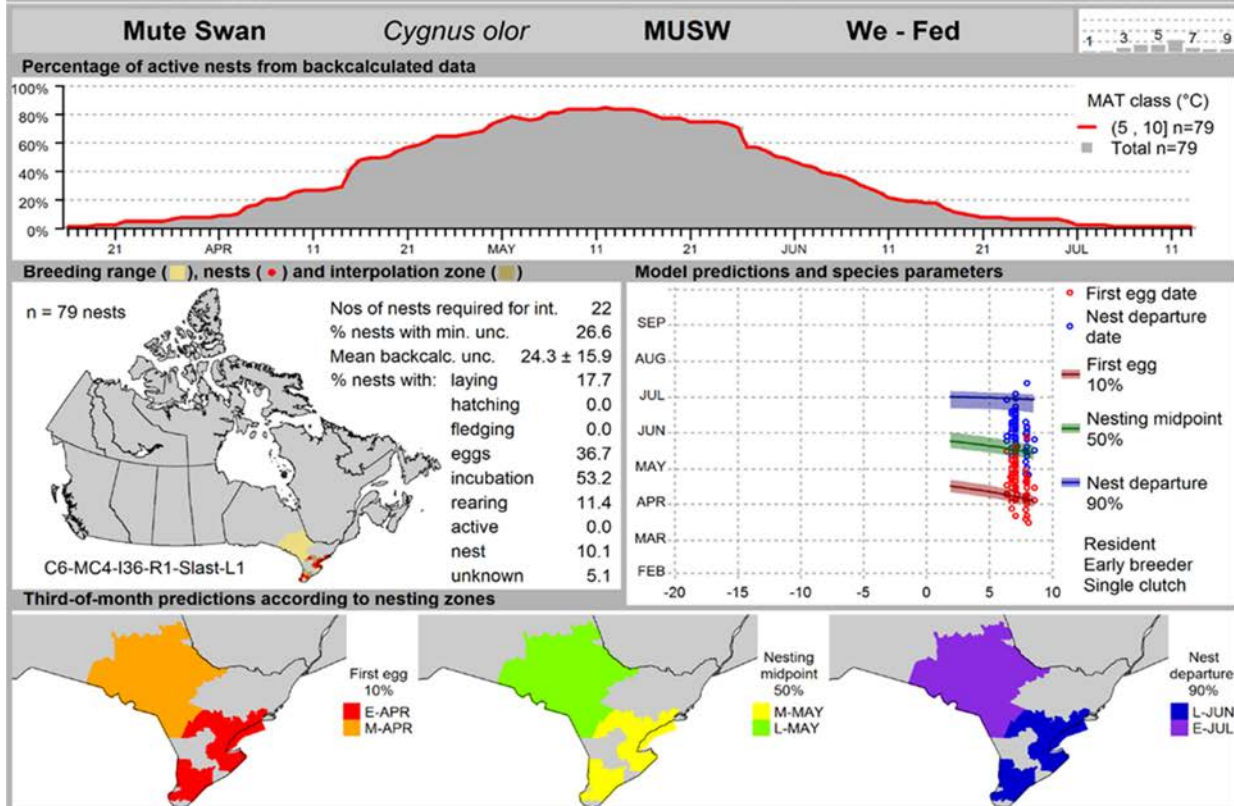 Mute Swan Cygnus olor MUSW We - Fed
1 3 5 7 9
Percentage of active nests from backcalculated data
100%
80%
60%
40%
20%
0%
MAT class (°C)
(5 , 10] n=79
Total n=79
21 APR 11 21 MAY 11 21 JUN 11 21 JUL 11
Breeding range ( ), nests ( • ) and interpolation zone ( )
n = 79 nests
Nos of nests required for int. 22
% nests with min. unc. 26.6
Mean backcalc. unc. 24.3 ± 15.9
% nests with: laying 17.7
hatching 0.0
fledging 0.0
eggs 36.7
incubation 53.2
rearing 11.4
active 0.0
nest 10.1
unknown 5.1
C6-MC4-I36-R1-Slast-L1
Model predictions and species parameters
SEP
AUG
JUL
JUN
MAY
APR
MAR
FEB
-20 -15 -10 -5 0 5 10
First egg date
Nest departure
date
First egg
10%
Nesting midpoint
50%
Nest departure
90%
Resident
Early breeder
Single clutch
Third-of-month predictions according to nesting zones
First egg
10%
E-APR
M-APR
Nesting
midpoint
50%
M-MAY
L-MAY
Nest
departure
90%
L-JUN
E-JUL